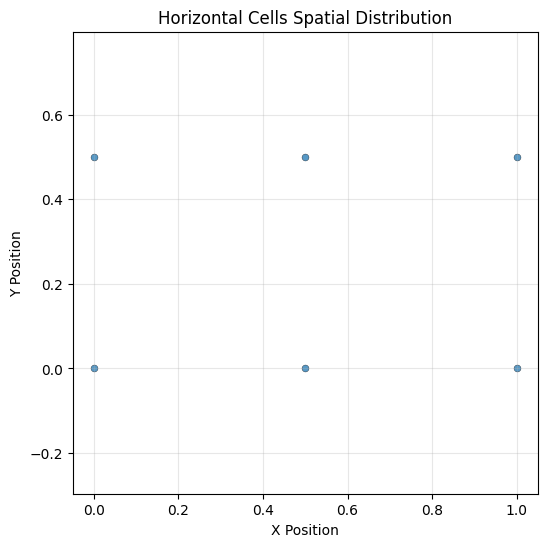 Horizontal Cells Spatial Distribution
Y Position
0.6
0.4
0.2
0.0
−0.2
0.0 0.2 0.4 0.6 0.8 1.0
X Position